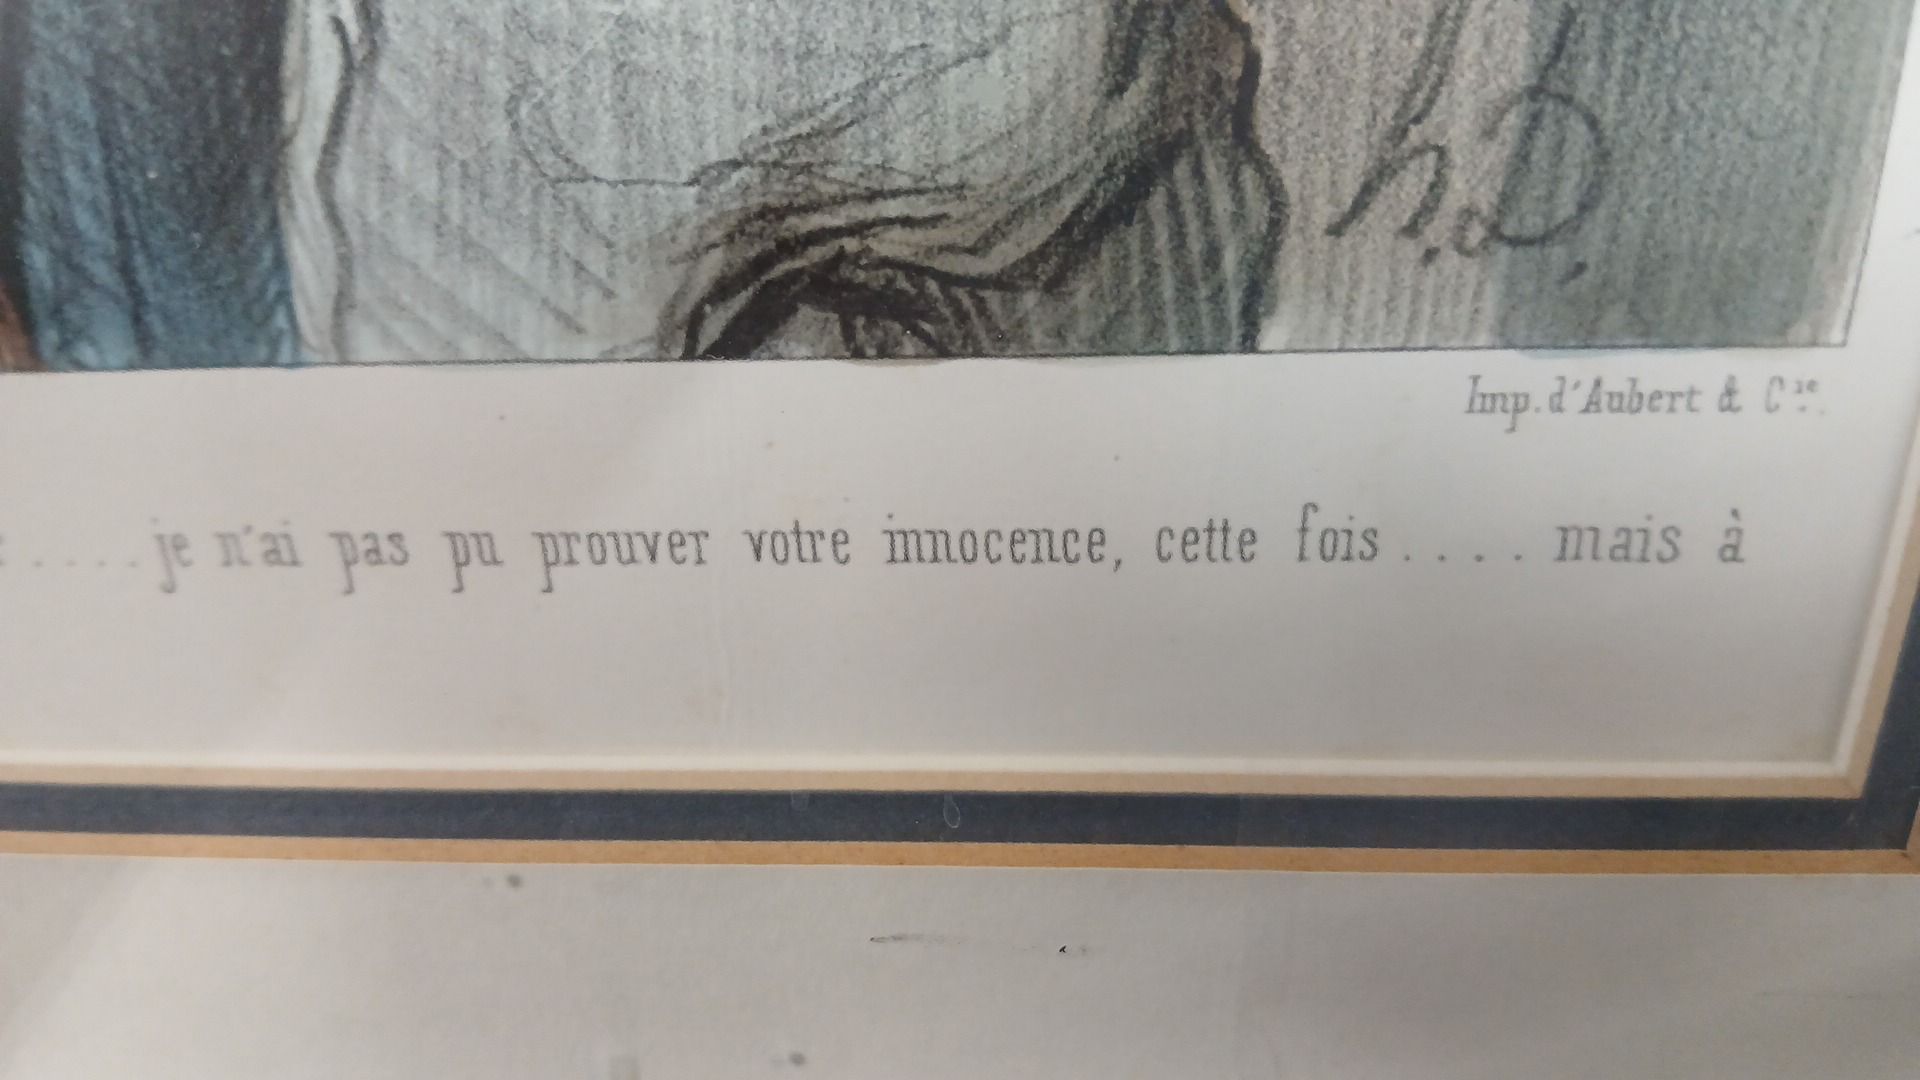 h.D.
Imp. d'Aubert & Cie.
..... je n'ai pas pu prouver votre innocence, cette fois.... mais à